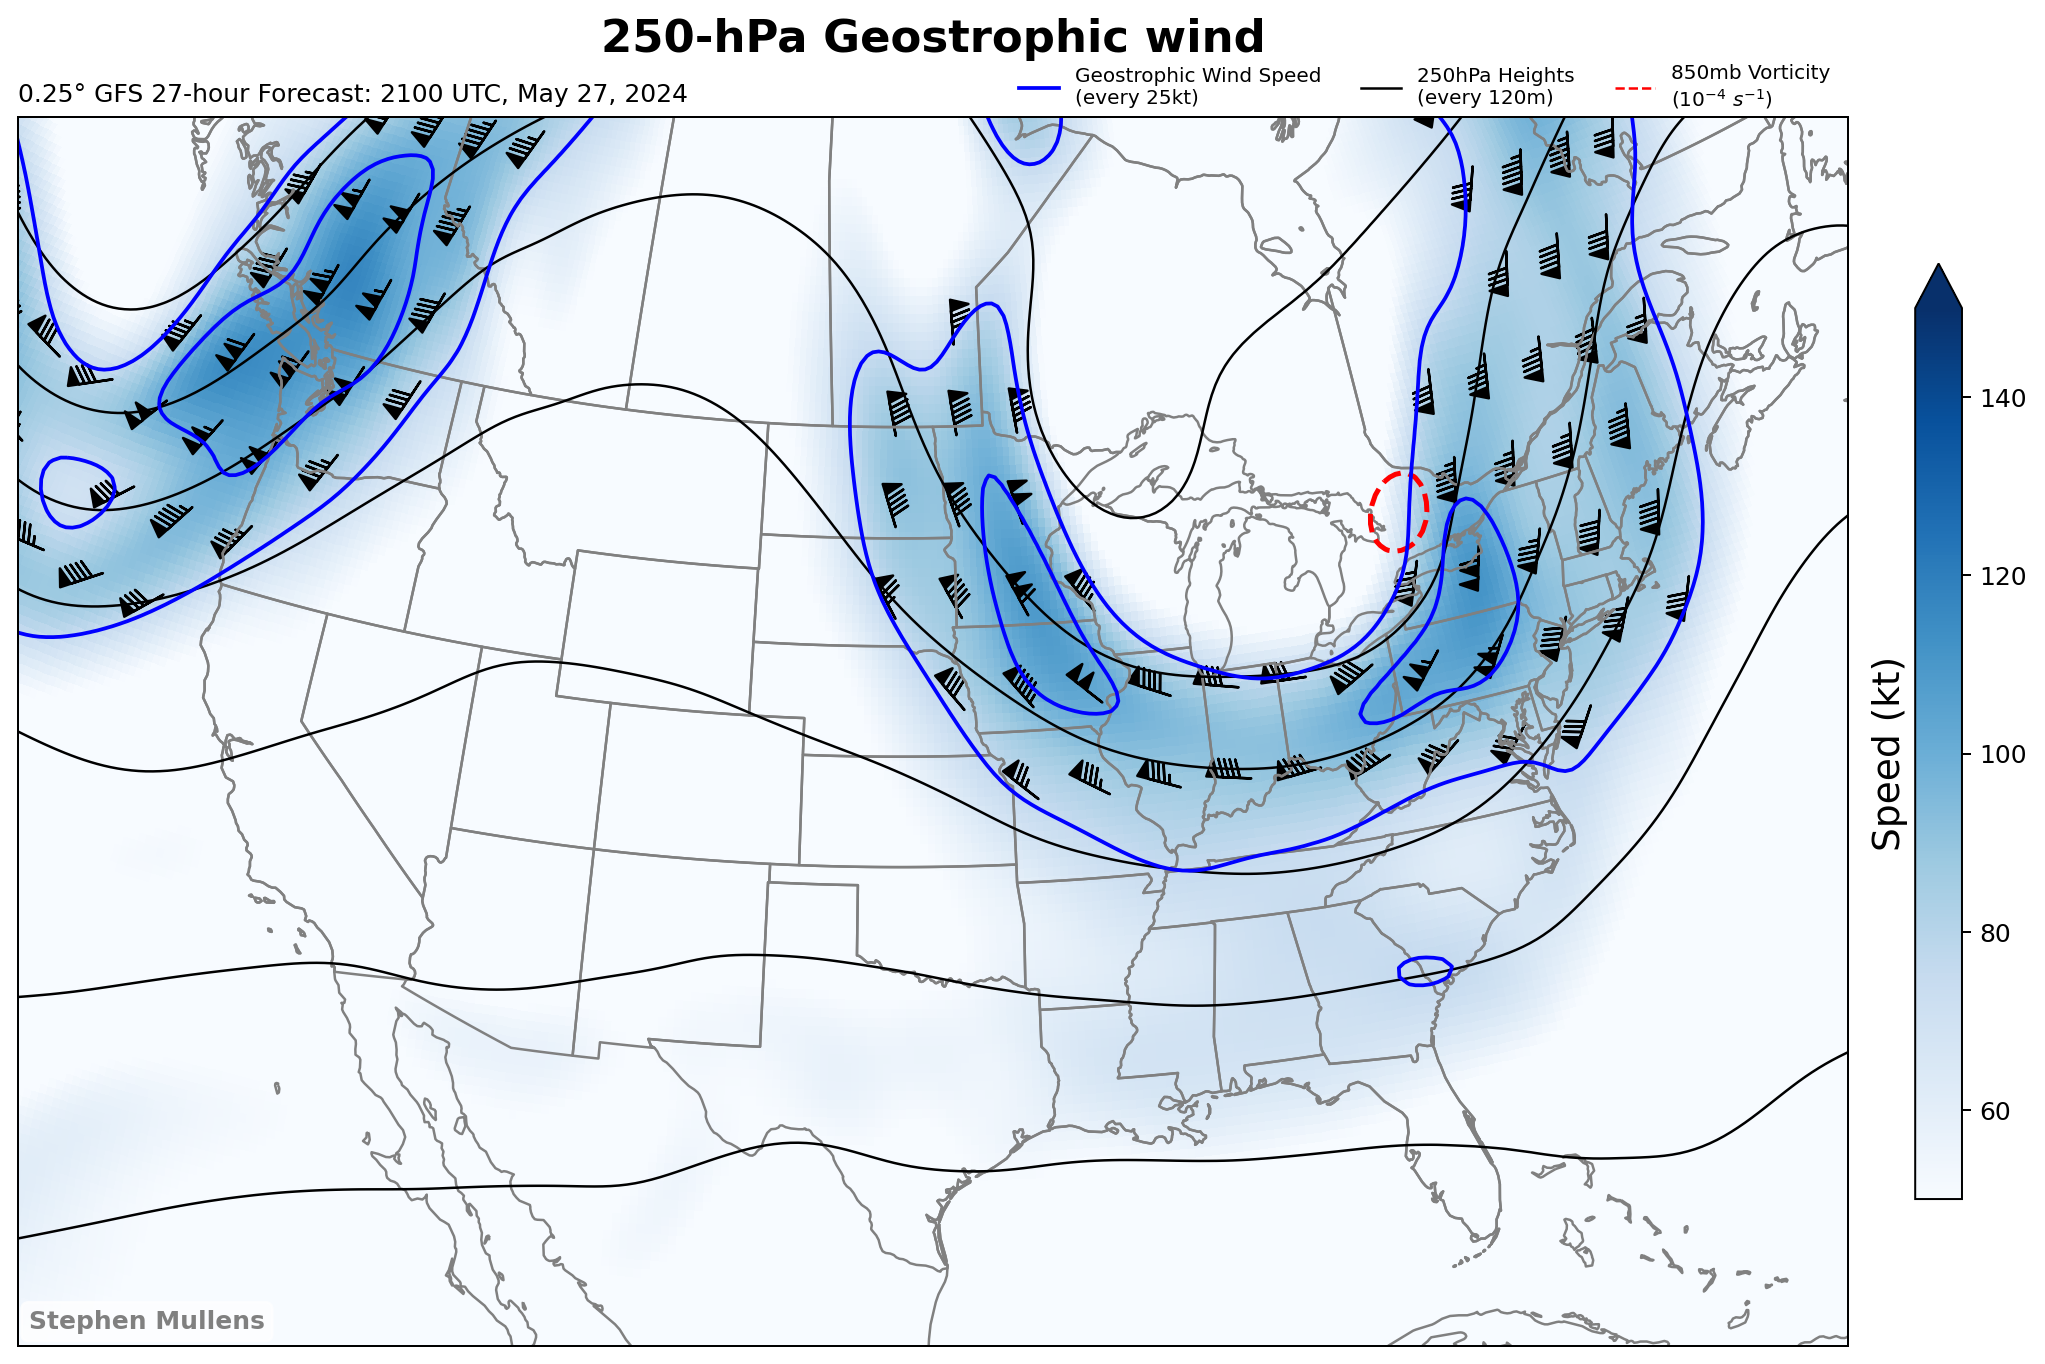 250-hPa Geostrophic wind
0.25° GFS 27-hour Forecast: 2100 UTC, May 27, 2024
Geostrophic Wind Speed
(every 25kt)
250hPa Heights
(every 120m)
850mb Vorticity
(10⁻⁴ s⁻¹)
140
120
100
80
60
Speed (kt)
Stephen Mullens